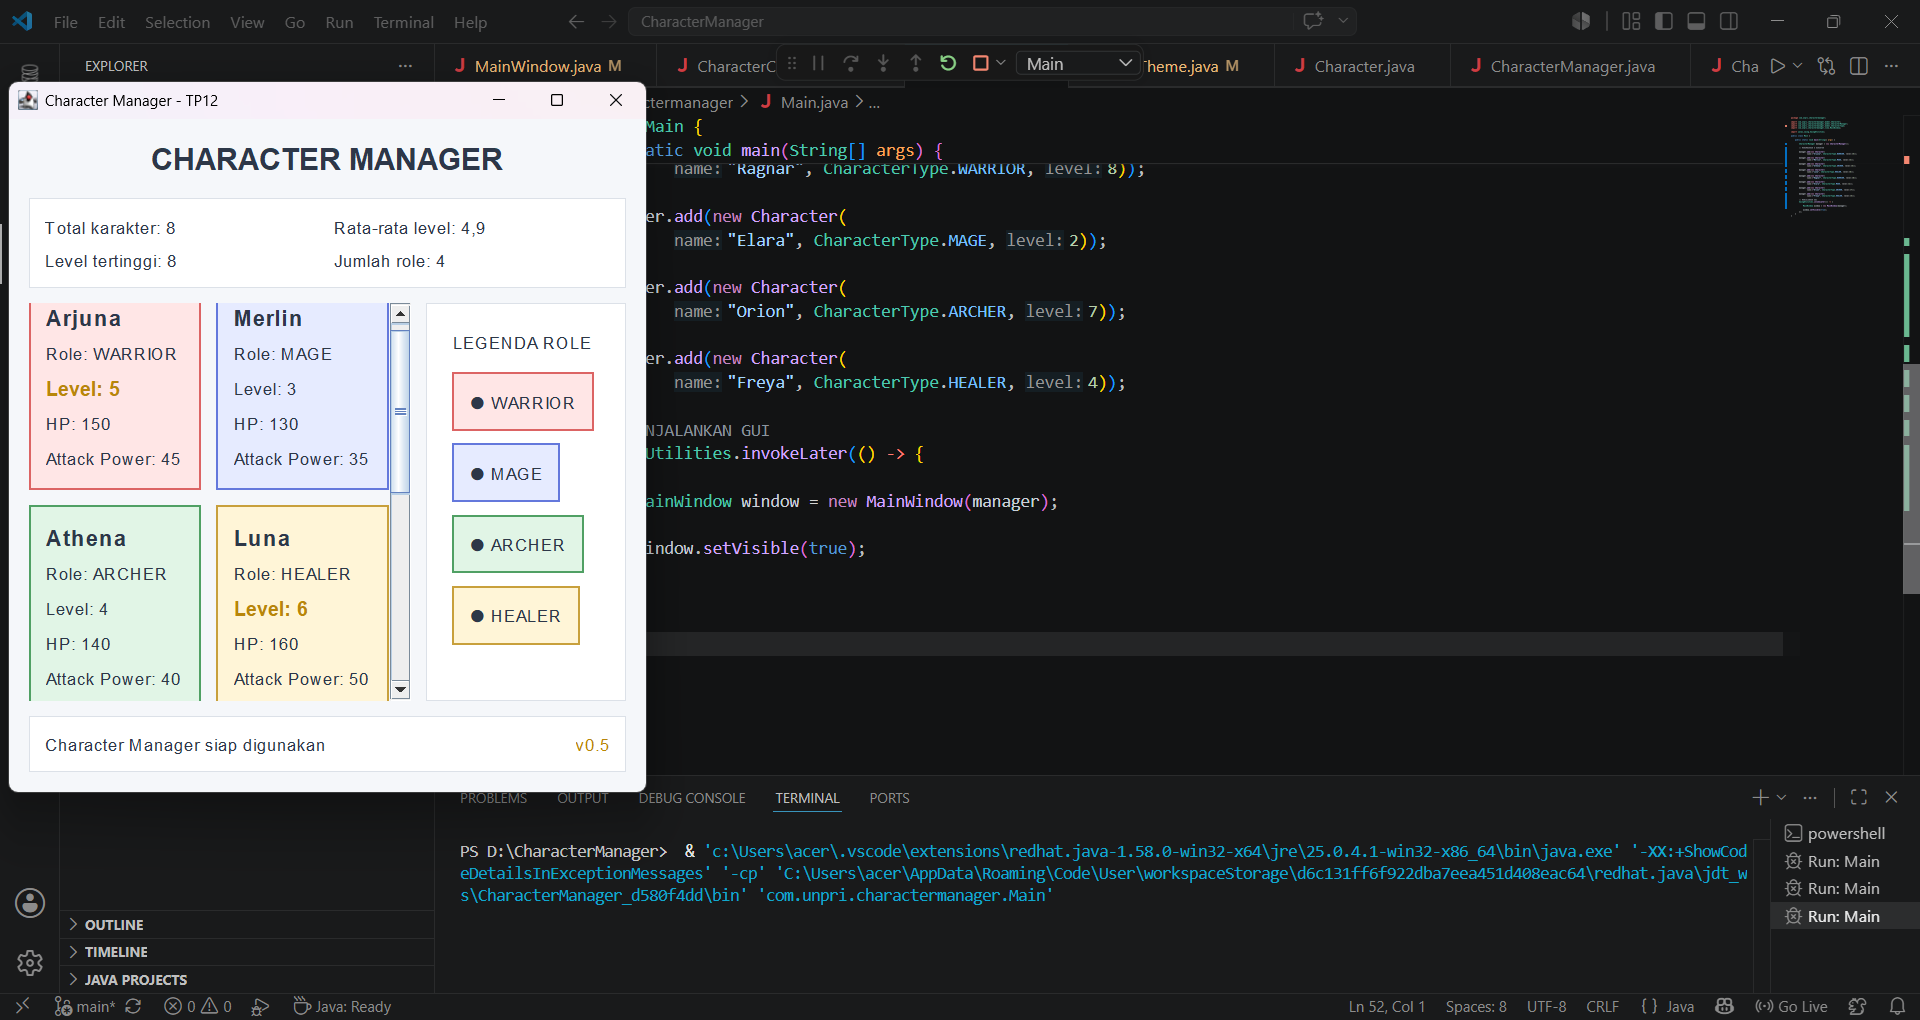 File Edit Selection View Go Run Terminal Help
CharacterManager
EXPLORER
MainWindow.java M
Main
heme.java M
Character.java
CharacterManager.java
Cha
Character Manager - TP12
CHARACTER MANAGER
Total karakter: 8
Rata-rata level: 4,9
Level tertinggi: 8
Jumlah role: 4
Arjuna
Role: WARRIOR
Level: 5
HP: 150
Attack Power: 45
Merlin
Role: MAGE
Level: 3
HP: 130
Attack Power: 35
Athena
Role: ARCHER
Level: 4
HP: 140
Attack Power: 40
Luna
Role: HEALER
Level: 6
HP: 160
Attack Power: 50
LEGENDA ROLE
● WARRIOR
● MAGE
● ARCHER
● HEALER
Character Manager siap digunakan
v0.5
ctermanager > Main.java > ...
Main {
atic void main(String[] args) {
name: "Ragnar", CharacterType.WARRIOR, level: 8));
er.add(new Character(
name: "Elara", CharacterType.MAGE, level: 2));
er.add(new Character(
name: "Orion", CharacterType.ARCHER, level: 7));
er.add(new Character(
name: "Freya", CharacterType.HEALER, level: 4));
NJALANKAN GUI
Utilities.invokeLater(() -> {
ainWindow window = new MainWindow(manager);
indow.setVisible(true);
PROBLEMS OUTPUT DEBUG CONSOLE TERMINAL PORTS
PS D:\CharacterManager>  & 'c:\Users\acer\.vscode\extensions\redhat.java-1.58.0-win32-x64\jre\25.0.4.1-win32-x86_64\bin\java.exe' '-XX:+ShowCod
eDetailsInExceptionMessages' '-cp' 'C:\Users\acer\AppData\Roaming\Code\User\workspaceStorage\d6c131ff6f922dba7eea451d408eac64\redhat.java\jdt_w
s\CharacterManager_d580f4dd\bin' 'com.unpri.charactermanager.Main'
powershell
Run: Main
Run: Main
Run: Main
OUTLINE
TIMELINE
JAVA PROJECTS
main* 0 0 Java: Ready
Ln 52, Col 1 Spaces: 8 UTF-8 CRLF { } Java Go Live